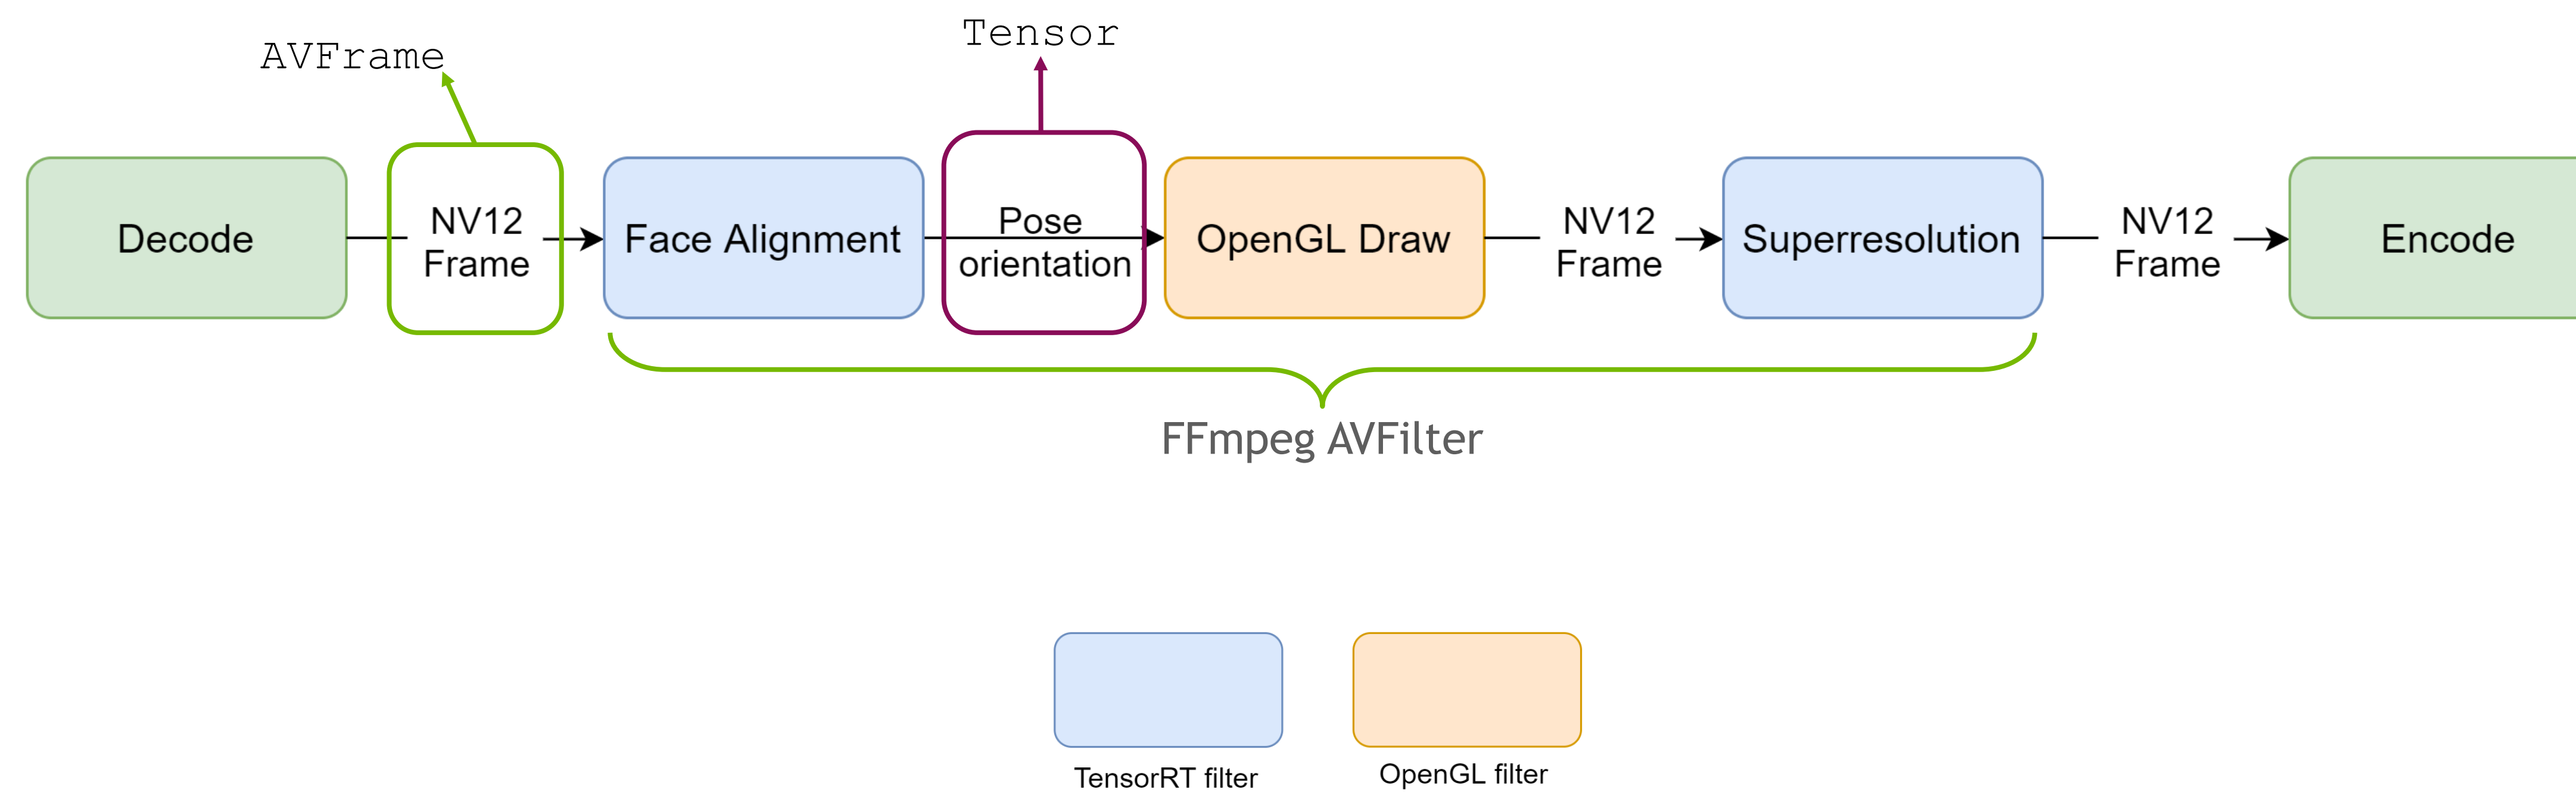 Tensor
AVFrame
Decode
NV12
Frame
Face Alignment
Pose
orientation
OpenGL Draw
NV12
Frame
Superresolution
NV12
Frame
Encode
FFmpeg AVFilter
TensorRT filter
OpenGL filter